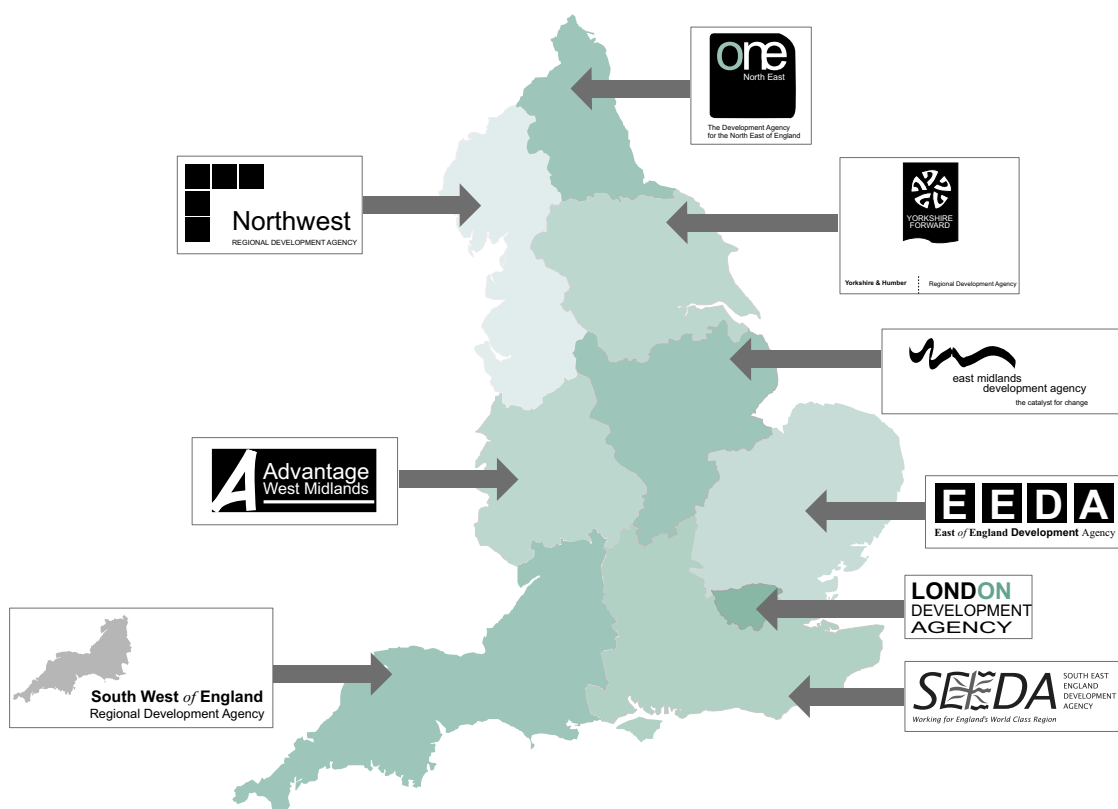 one
North East
The Development Agency
for the North East of England
Northwest
REGIONAL DEVELOPMENT AGENCY
YORKSHIRE
FORWARD
Yorkshire & Humber
Regional Development Agency
east midlands
development agency
the catalyst for change
Advantage
West Midlands
EEDA
East of England Development Agency
LONDON
DEVELOPMENT
AGENCY
South West of England
Regional Development Agency
SEEDA
SOUTH EAST
ENGLAND
DEVELOPMENT
AGENCY
Working for England's World Class Region